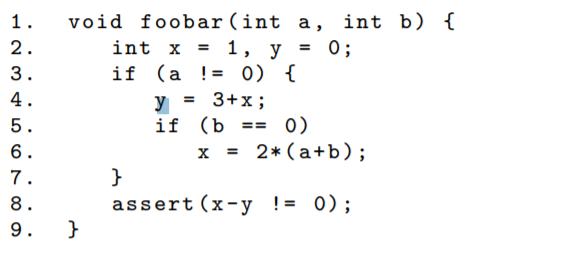 1. void foobar(int a, int b) {
2. int x = 1, y = 0;
3. if (a != 0) {
4. y = 3+x;
5. if (b == 0)
6. x = 2*(a+b);
7. }
8. assert(x-y != 0);
9. }